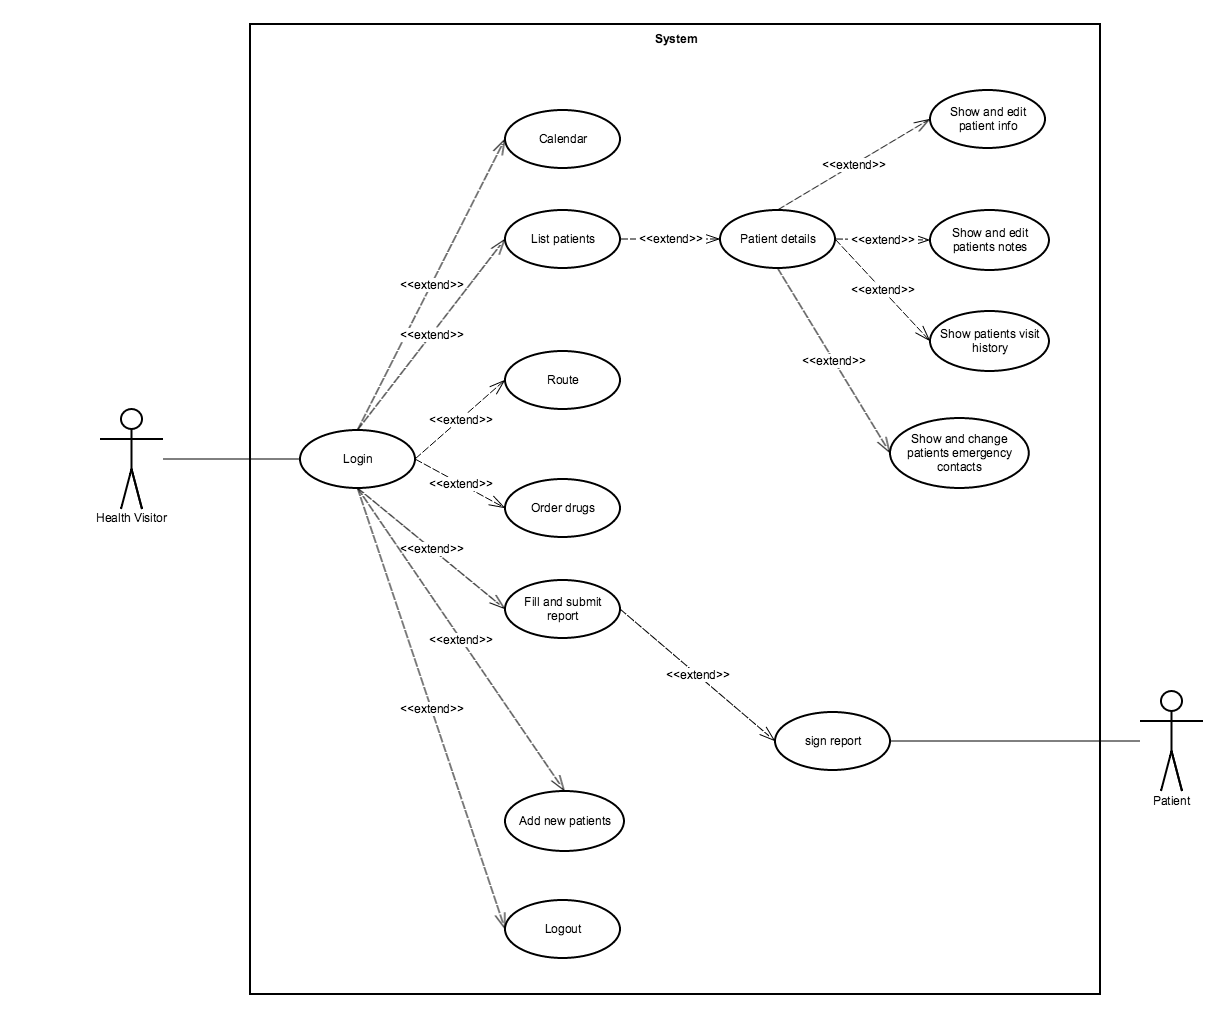 System
Show and edit
patient info
Calendar
<<extend>>
List patients
<<extend>>
Patient details
<<extend>>
Show and edit
patients notes
<<extend>>
<<extend>>
<<extend>>
Show patients visit
history
<<extend>>
Route
<<extend>>
Show and change
patients emergency
contacts
Login
<<extend>>
Order drugs
Health Visitor
<<extend>>
Fill and submit
report
<<extend>>
<<extend>>
<<extend>>
sign report
Patient
Add new patients
Logout